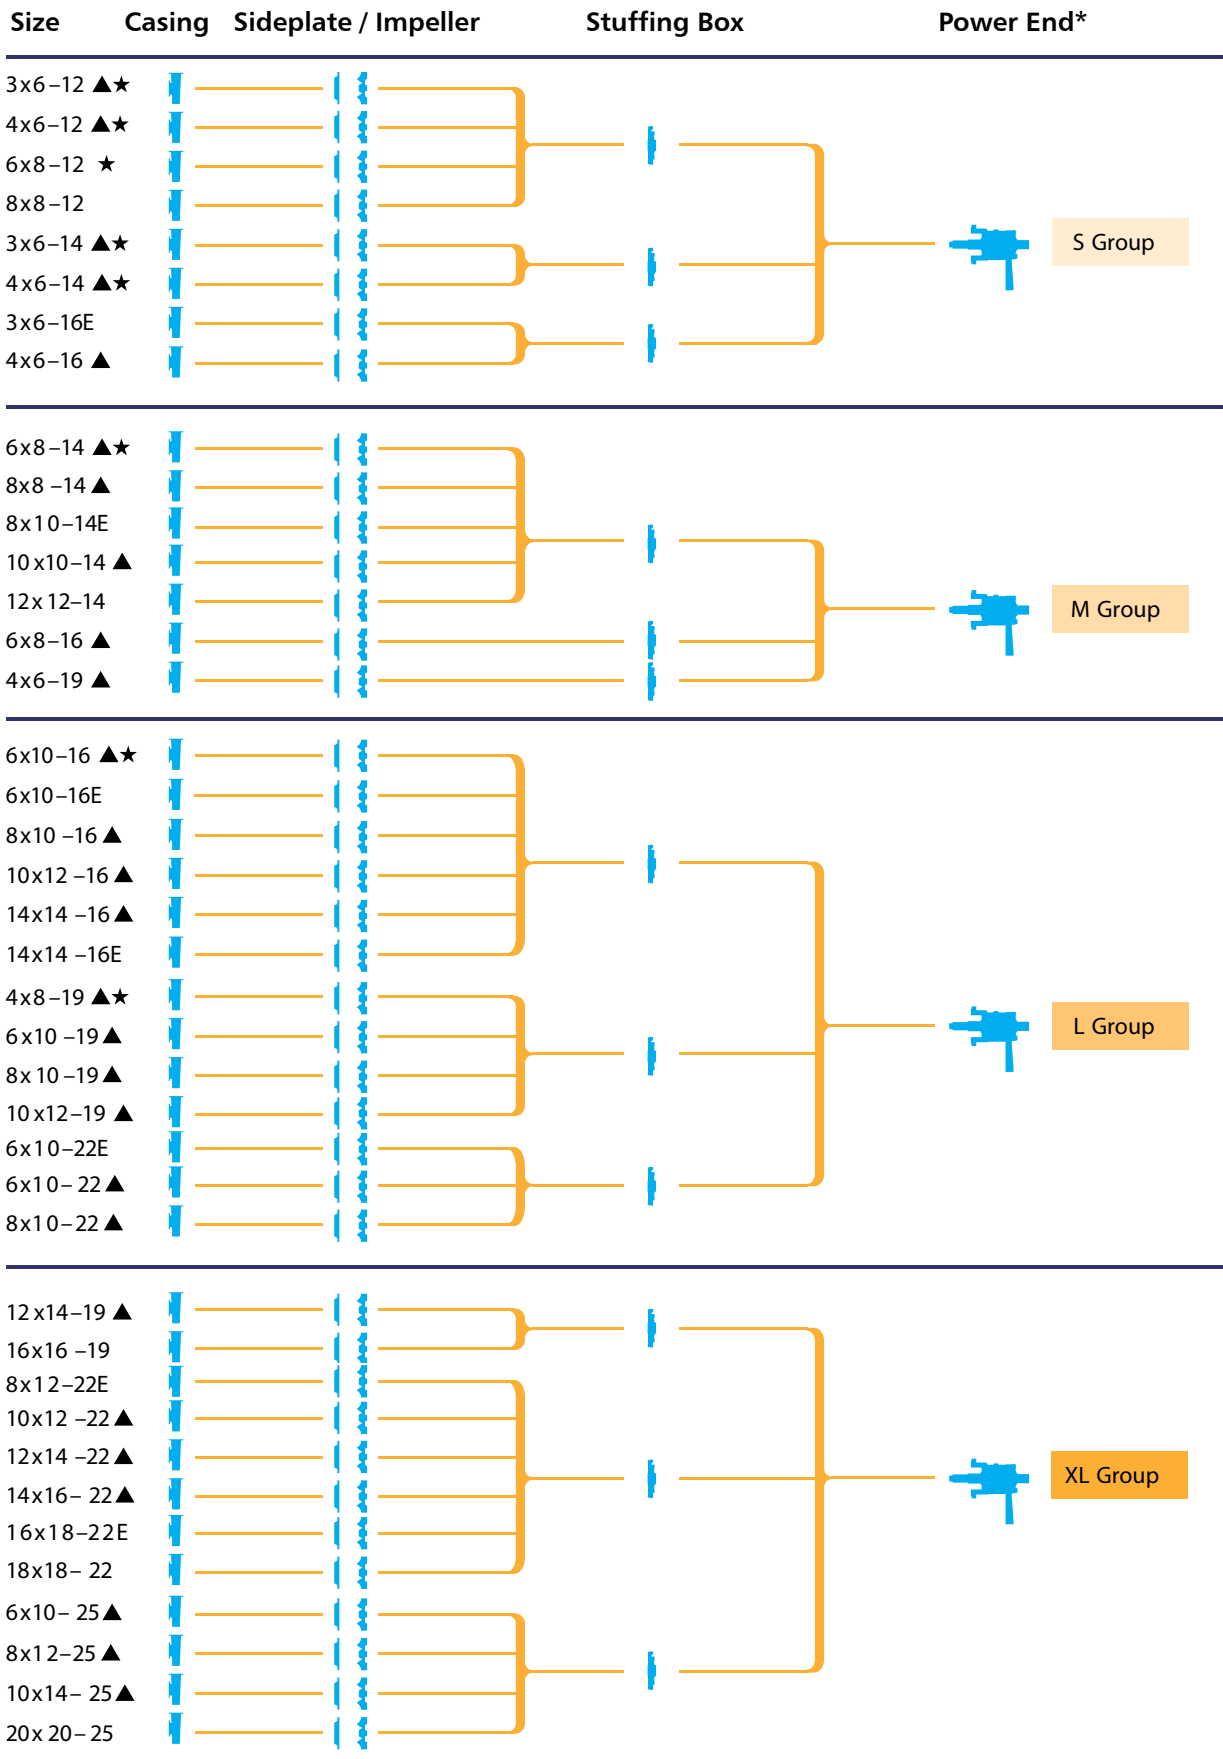 Size Casing Sideplate / Impeller Stuffing Box Power End*
3x6–12 ▲★
4x6–12 ▲★
6x8–12 ★
8x8–12
3x6–14 ▲★
S Group
4x6–14 ▲★
3x6–16E
4x6–16 ▲
6x8–14 ▲★
8x8 –14 ▲
8x10–14E
10x10–14 ▲
12x12–14
M Group
6x8–16 ▲
4x6–19 ▲
6x10–16 ▲★
6x10–16E
8x10 –16 ▲
10x12 –16 ▲
14x14 –16 ▲
14x14 –16E
4x8–19 ▲★
L Group
6x10 –19 ▲
8x10 –19 ▲
10x12–19 ▲
6x10–22E
6x10–22 ▲
8x10–22 ▲
12x14–19 ▲
16x16 –19
8x12–22E
10x12 –22 ▲
12x14 –22 ▲
XL Group
14x16–22 ▲
16x18–22E
18x18–22
6x10–25 ▲
8x12–25 ▲
10x14–25 ▲
20x20–25